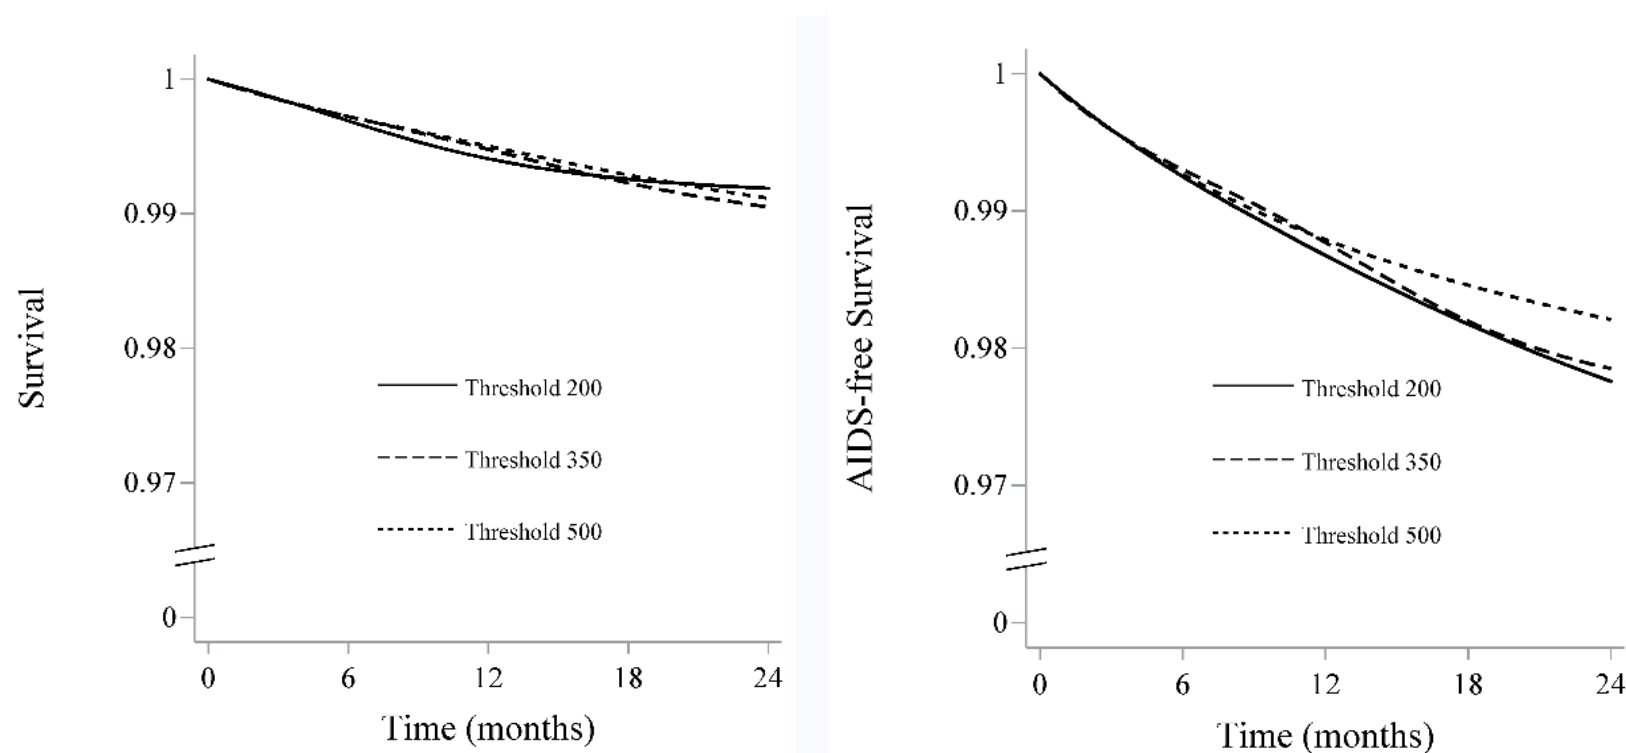 Survival
1
0.99
0.98
0.97
0
Threshold 200
Threshold 350
Threshold 500
0 6 12 18 24
Time (months)
AIDS-free Survival
1
0.99
0.98
0.97
0
Threshold 200
Threshold 350
Threshold 500
0 6 12 18 24
Time (months)